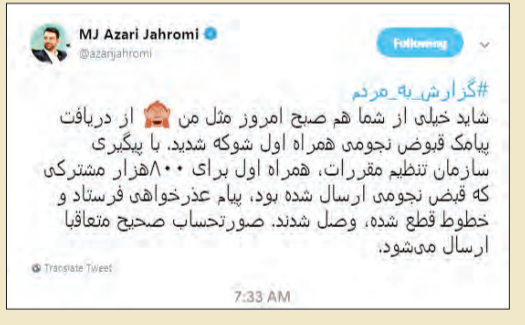 MJ Azari Jahromi
@azarijahromi
Following
#گزارش_به_مردم
شاید خیلی از شما هم صبح امروز مثل من 🙈 از دریافت
پیامک قبوض نجومی همراه اول شوکه شدید. با پیگیری
سازمان تنظیم مقررات، همراه اول برای ۸۰۰هزار مشترکی
که قبض نجومی ارسال شده بود، پیام عذرخواهی فرستاد و
خطوط قطع شده، وصل شدند. صورتحساب صحیح متعاقبا
ارسال می‌شود.
Translate Tweet
7:33 AM